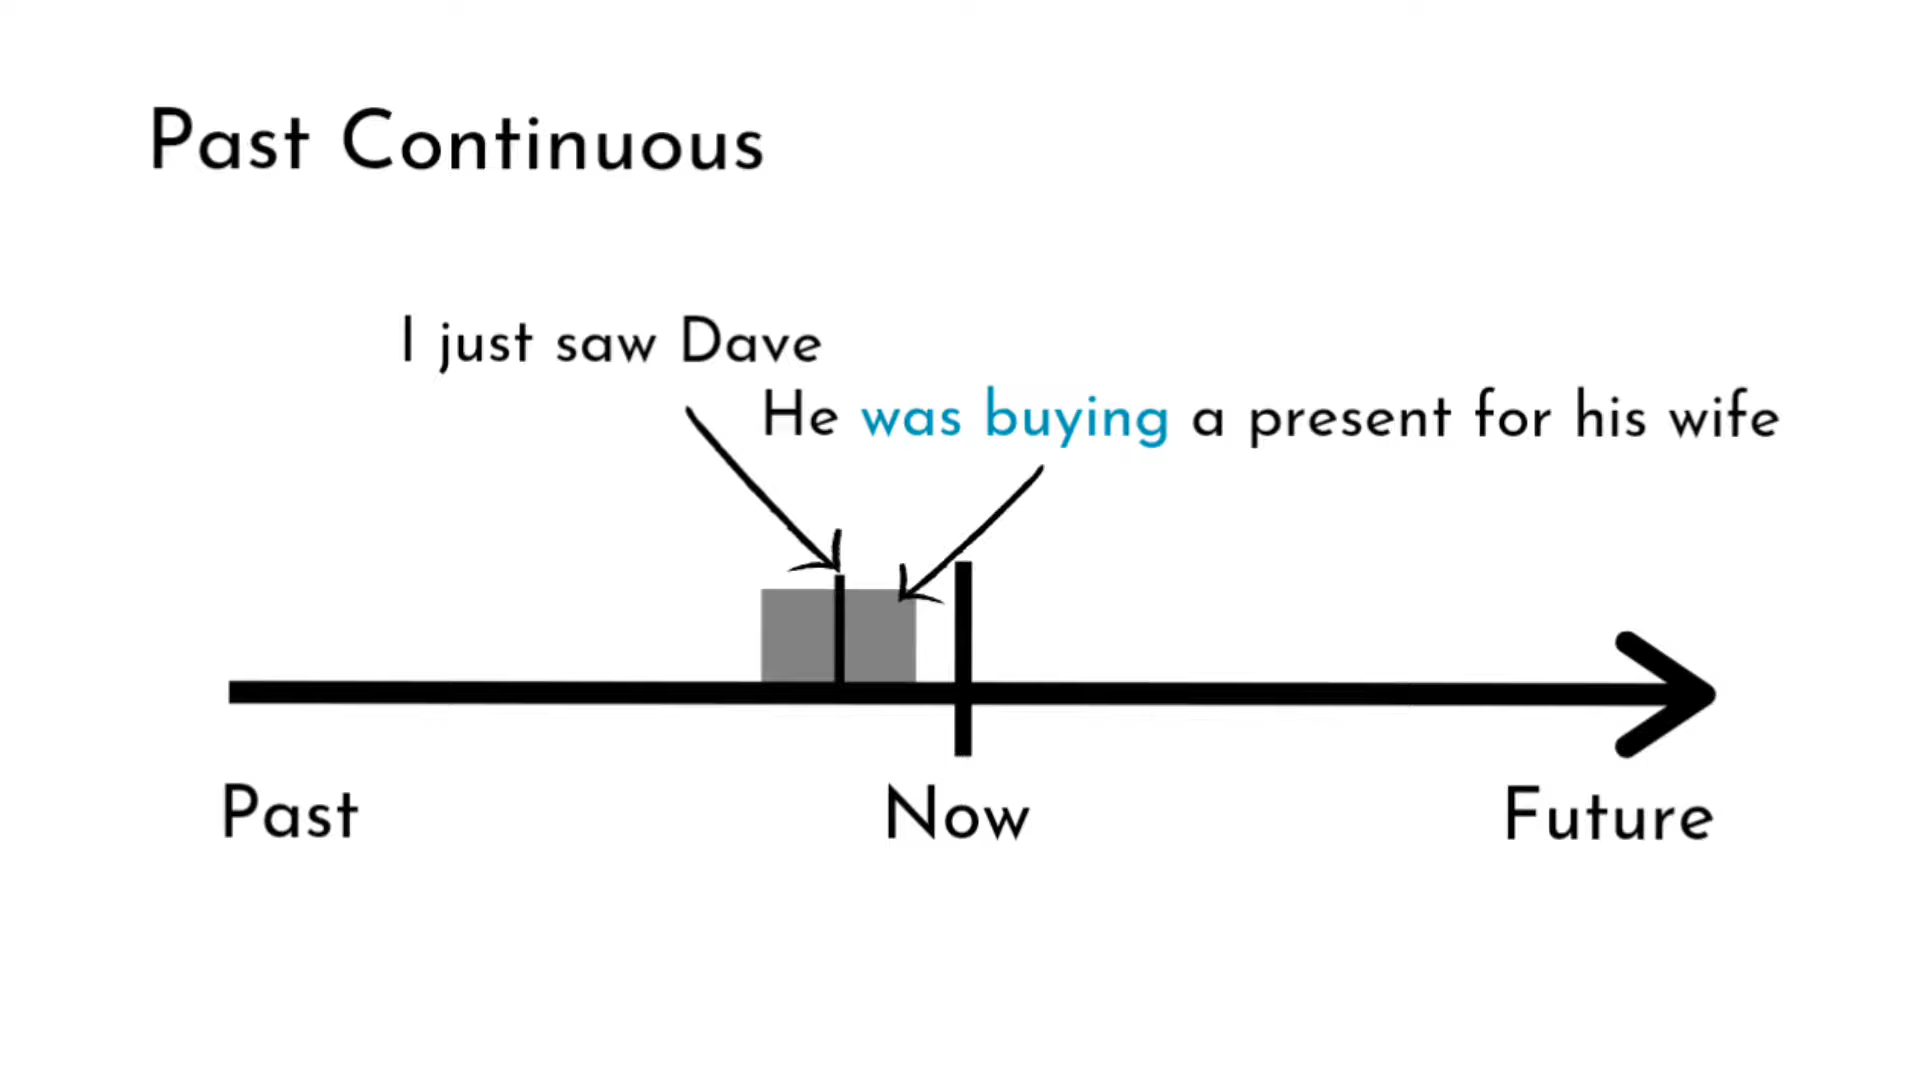 Past Continuous
I just saw Dave
He was buying a present for his wife
Past
Now
Future